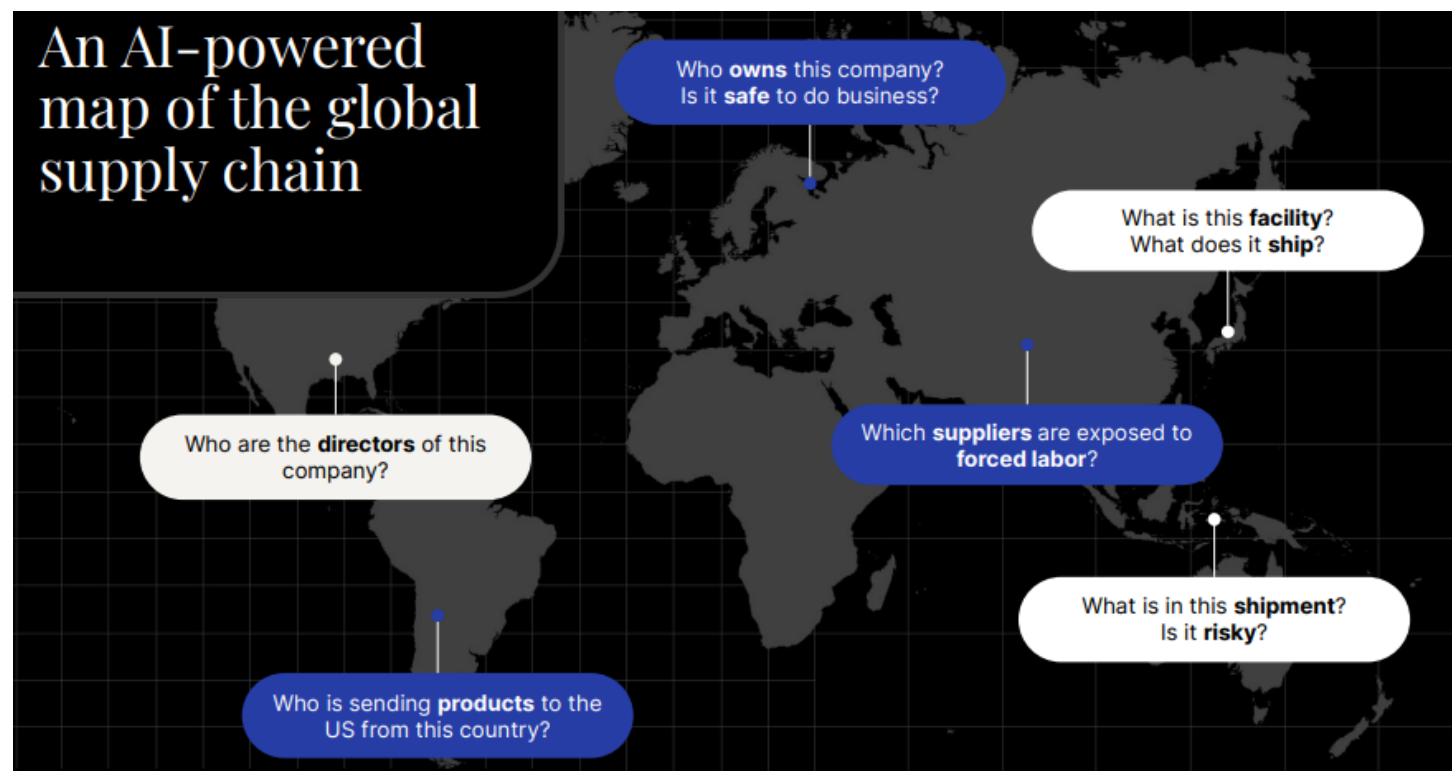 An AI-powered
map of the global
supply chain
Who owns this company?
Is it safe to do business?
What is this facility?
What does it ship?
Who are the directors of this
company?
Which suppliers are exposed to
forced labor?
What is in this shipment?
Is it risky?
Who is sending products to the
US from this country?